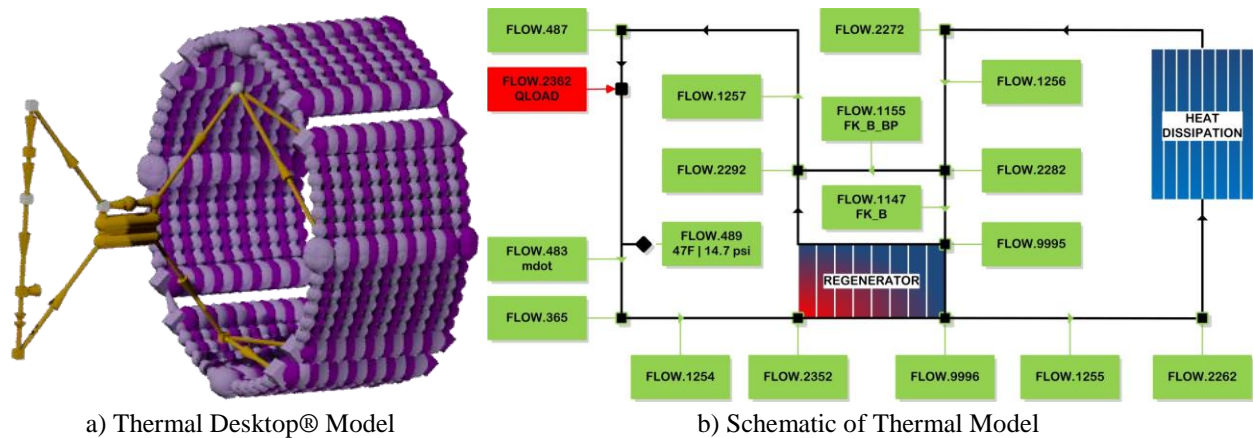 FLOW.487
FLOW.2272
FLOW.2362
QLOAD
FLOW.1257
FLOW.1256
FLOW.1155
FK_B_BP
HEAT
DISSIPATION
FLOW.2292
FLOW.2282
FLOW.1147
FK_B
FLOW.483
mdot
FLOW.489
47F | 14.7 psi
FLOW.9995
REGENERATOR
FLOW.365
FLOW.1254
FLOW.2352
FLOW.9996
FLOW.1255
FLOW.2262
a) Thermal Desktop® Model
b) Schematic of Thermal Model